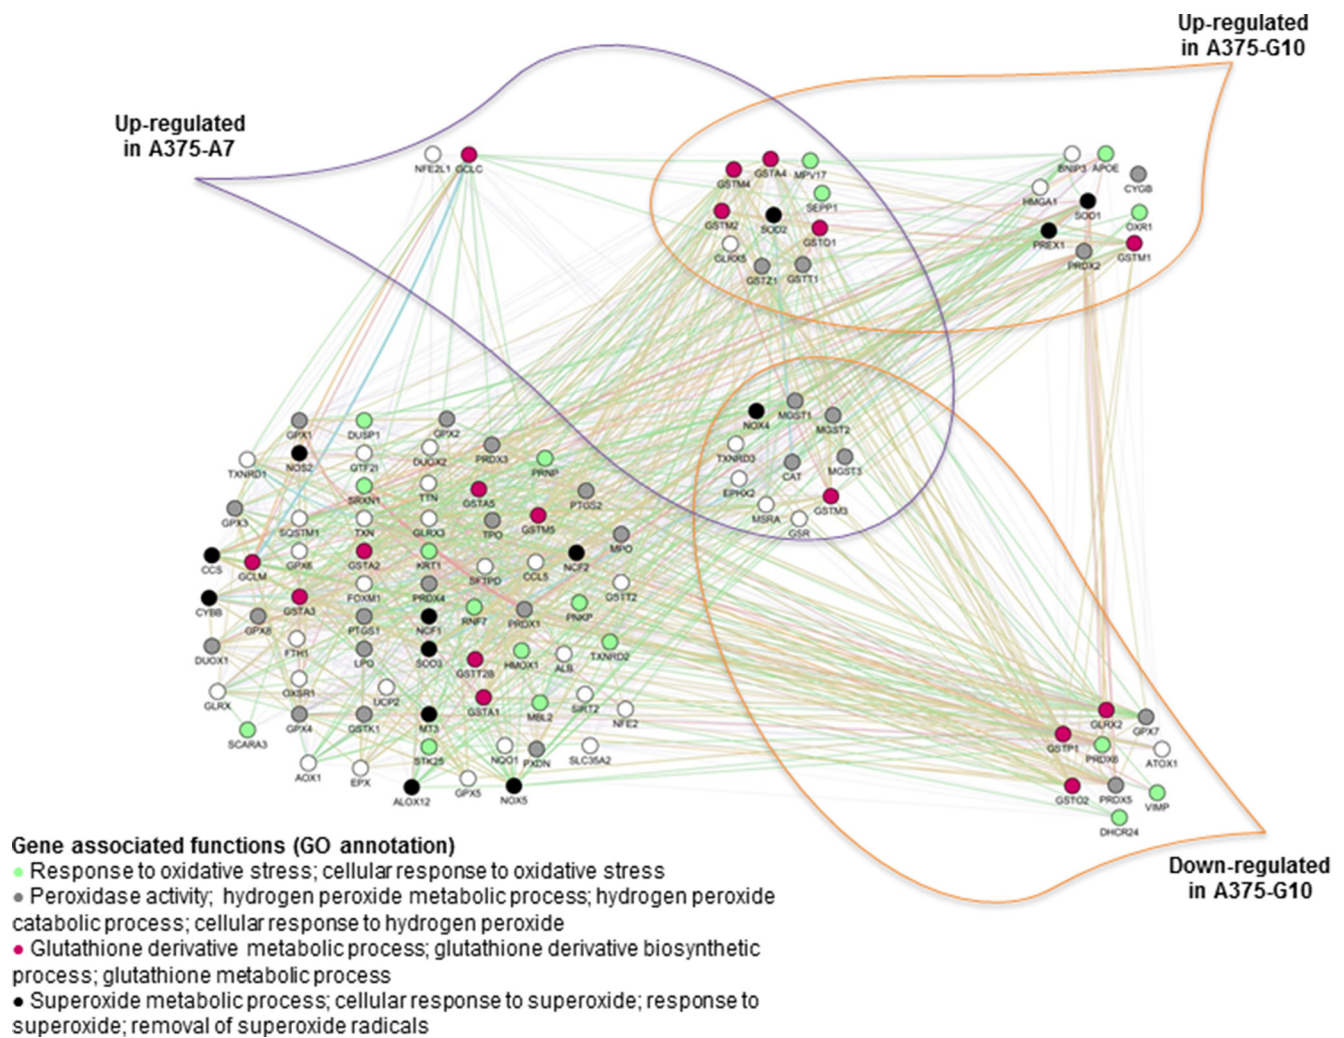 Up-regulated
in A375-G10
Up-regulated
in A375-A7
NFE2L1 GCLC
GSTM4 GSTA4 MPV17
SEPP1
GSTM2 SOD2 GSTO1
GLRX5
GSTZ1 GSTT1
BNIP3 APOE
CYGB
HMGA1
SOD1
OXR1
PREX1
PRDX2 GSTM1
NOX4 MGST1 MGST2
TXNRD3 CAT MGST3
EPHX2
GSTM3
MSRA GSR
GPX1 DUSP1 GPX2
TXNRD1 NOS2 GTF2I DUOX2 PRDX3 PRNP
SRXN1 TTN GSTA5 PTGS2
GPX3 SQSTM1 TXN GLRX3 TPO GSTM5
MPO
CCS GCLM GPX6 GSTA2 KRT1 SFTPD CCL5 NCF2
CYBB GSTA3 FOXM1 PRDX4 GSTT2
GPX8 PTGS1 NCF1 RNF7 PRDX1 PNKP
DUOX1 FTH1 LPO SOD3 GSTT2B HMOX1 ALB TXNRD2
GLRX OXSR1 UCP2 GSTA1 MBL2 SIRT2 NFE2
SCARA3 GPX4 GSTK1 MT3
STK25 NQO1 PXDN SLC35A2
AOX1 EPX ALOX12 GPX5 NOX5
GLRX2 GPX7
GSTP1 PRDX6 ATOX1
GSTO2 PRDX5 VIMP
DHCR24
Down-regulated
in A375-G10
Gene associated functions (GO annotation)
Response to oxidative stress; cellular response to oxidative stress
Peroxidase activity; hydrogen peroxide metabolic process; hydrogen peroxide
catabolic process; cellular response to hydrogen peroxide
Glutathione derivative metabolic process; glutathione derivative biosynthetic
process; glutathione metabolic process
Superoxide metabolic process; cellular response to superoxide; response to
superoxide; removal of superoxide radicals